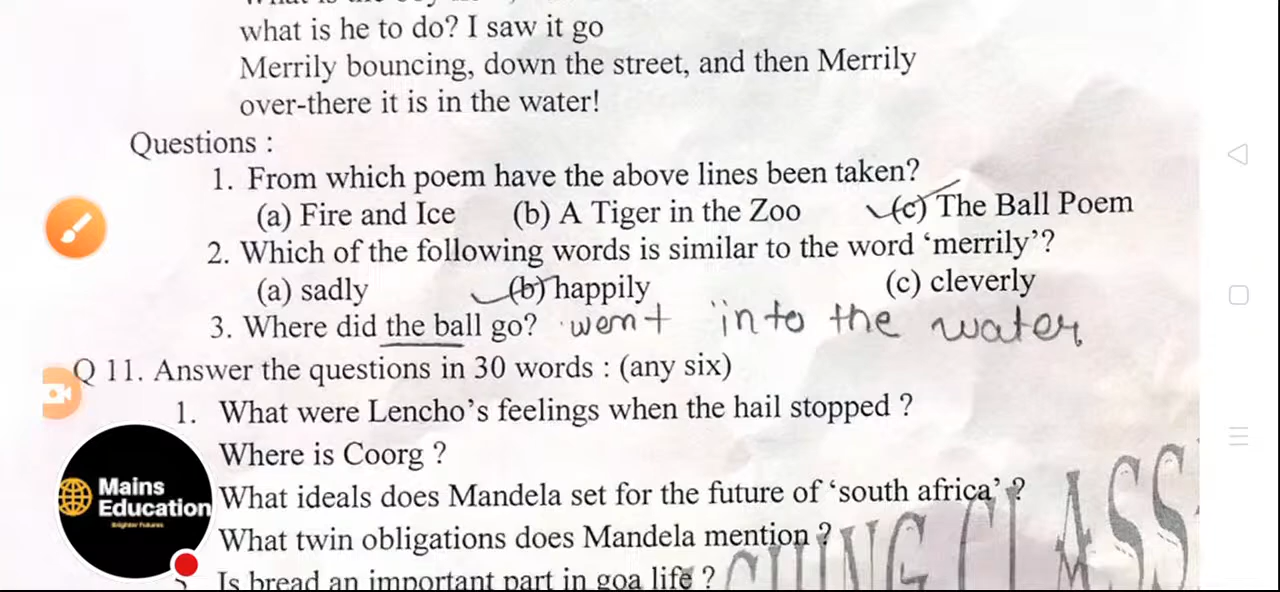 what is he to do? I saw it go
Merrily bouncing, down the street, and then Merrily
over-there it is in the water!
Questions :
1. From which poem have the above lines been taken?
(a) Fire and Ice (b) A Tiger in the Zoo (c) The Ball Poem
2. Which of the following words is similar to the word ‘merrily’?
(a) sadly (b) happily (c) cleverly
3. Where did the ball go? went into the water
Q 11. Answer the questions in 30 words : (any six)
1. What were Lencho’s feelings when the hail stopped ?
Where is Coorg ?
What ideals does Mandela set for the future of ‘south africa’ ?
What twin obligations does Mandela mention ?
Is bread an important part in goa life ?
Mains
Education
Brighter Futures
CLASS